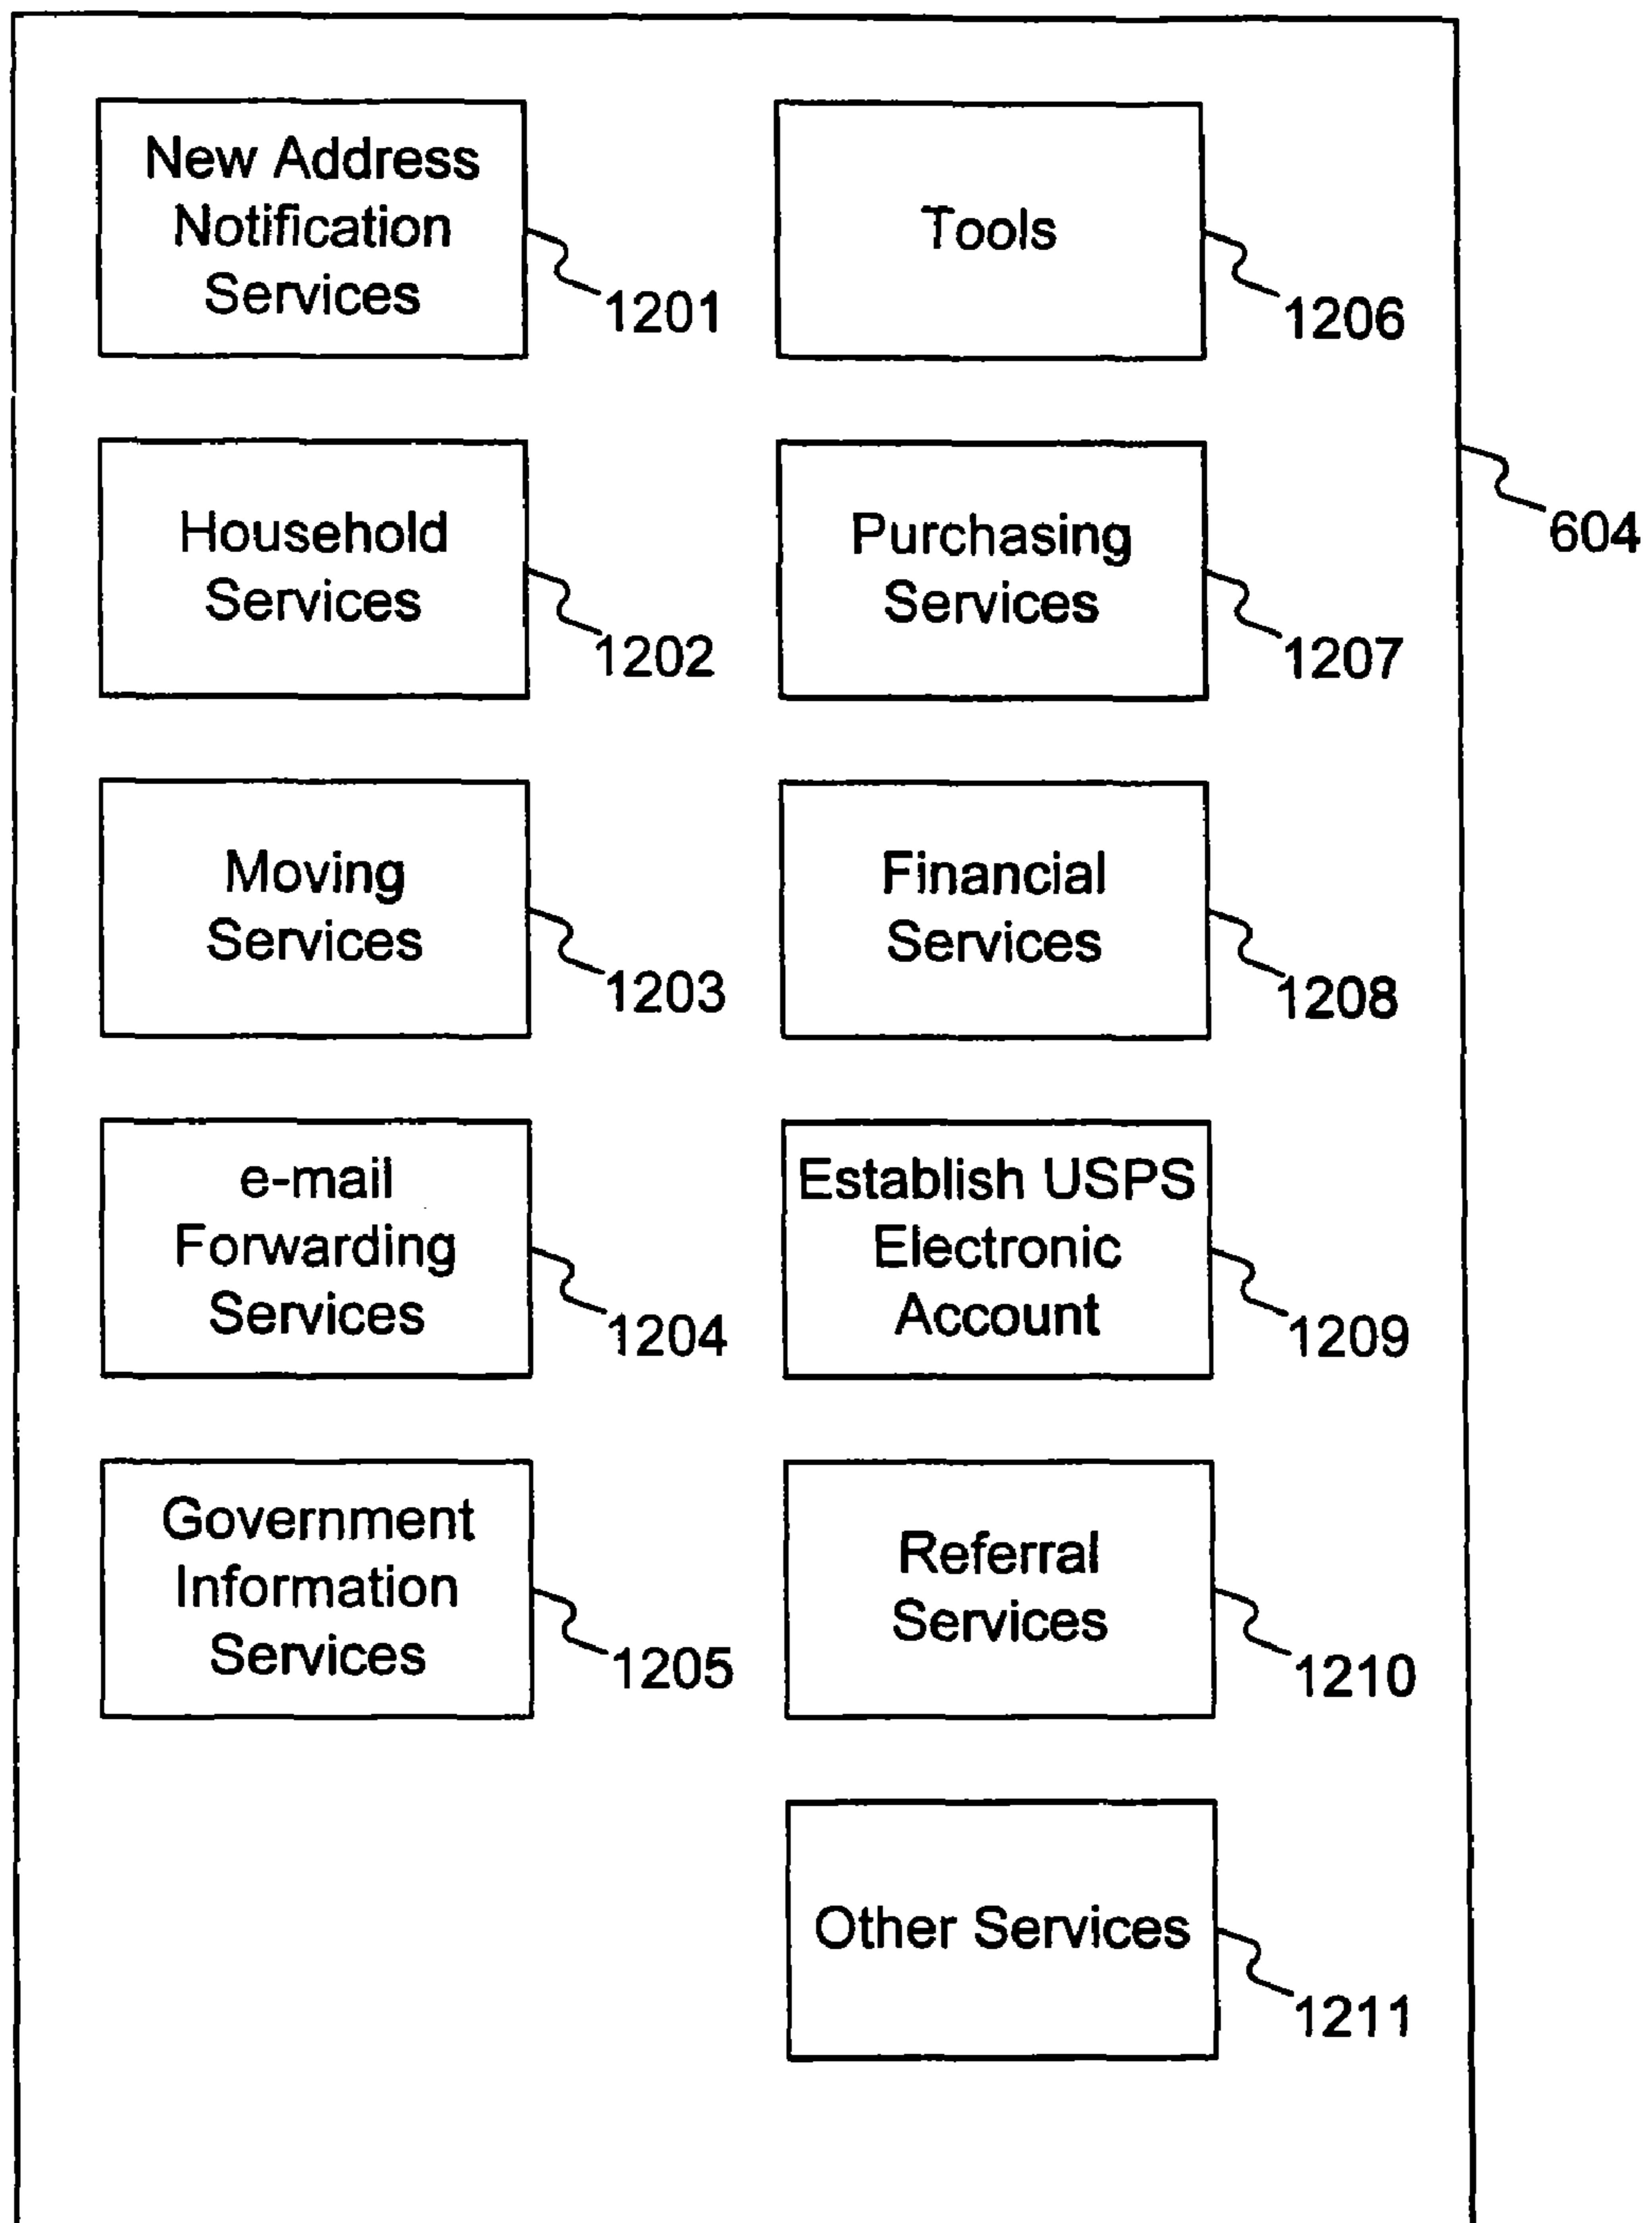 New Address
Notification
Services
1201
Tools
1206
Household
Services
1202
Purchasing
Services
1207
604
Moving
Services
1203
Financial
Services
1208
e-mail
Forwarding
Services
1204
Establish USPS
Electronic
Account
1209
Government
Information
Services
1205
Referral
Services
1210
Other Services
1211